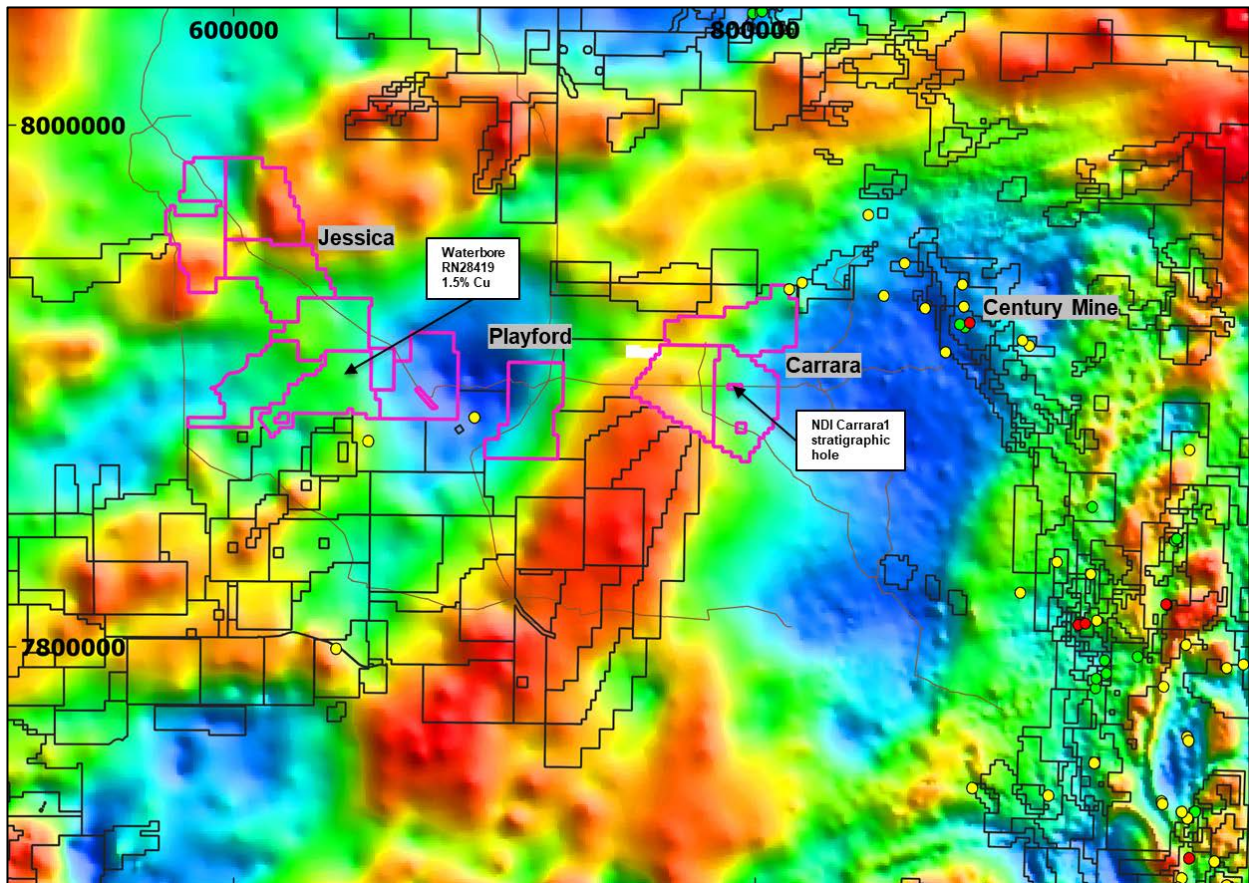 600000
800000
8000000
Jessica
Waterbore
RN28419
1.5% Cu
Century Mine
Playford
Carrara
NDI Carrara1
stratigraphic
hole
7800000